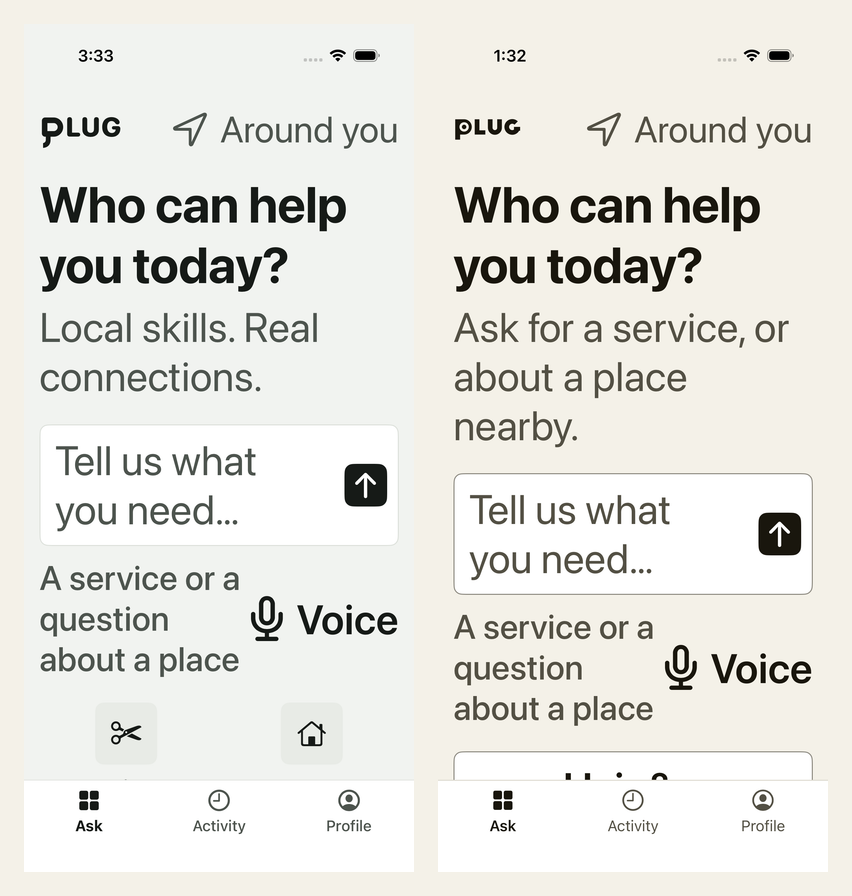 3:33
PLUG
Around you
Who can help
you today?
Local skills. Real
connections.
Tell us what
you need...
A service or a
question
about a place
Voice
Ask
Activity
Profile
1:32
PLUG
Around you
Who can help
you today?
Ask for a service, or
about a place
nearby.
Tell us what
you need...
A service or a
question
about a place
Voice
Ask
Activity
Profile